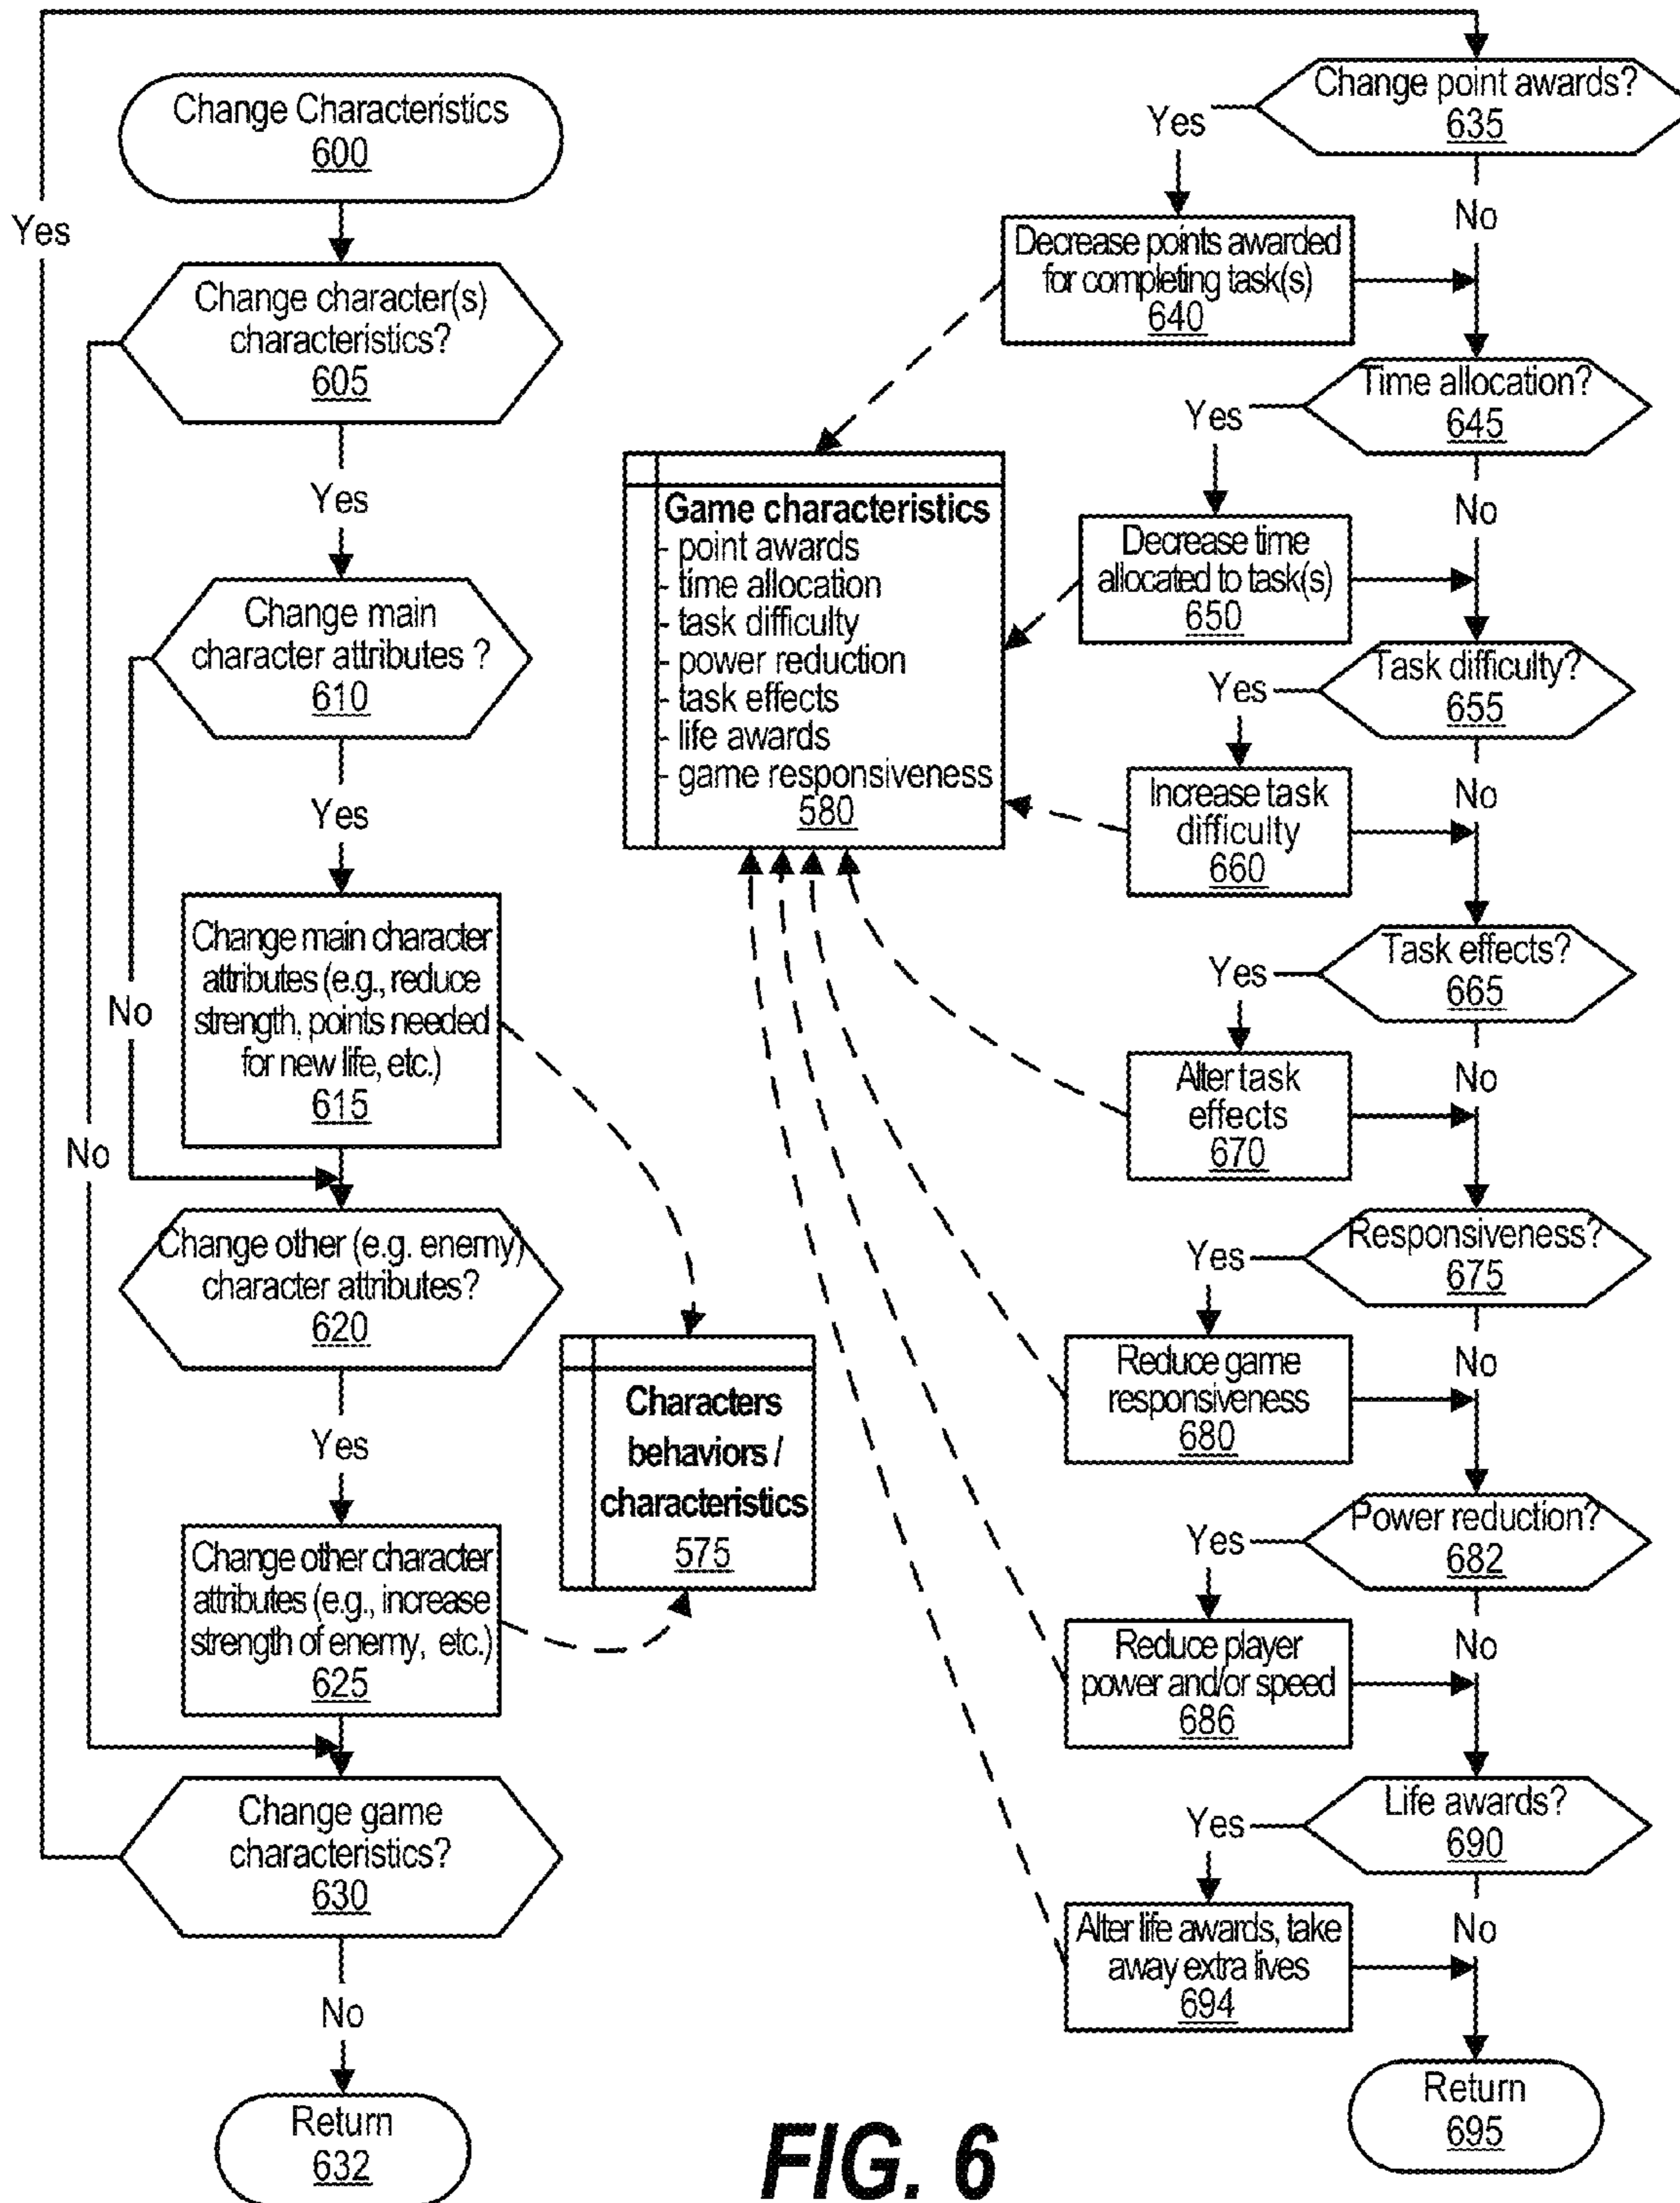 Change Characteristics
600
Change character(s)
characteristics?
605
Yes
Change main
character attributes ?
610
Yes
Change main character
attributes (e.g., reduce
strength, points needed
for new life, etc.)
615
No
No
Yes
Change other (e.g. enemy)
character attributes?
620
Yes
Change other character
attributes (e.g., increase
strength of enemy, etc.)
625
Change game
characteristics?
630
No
Return
632
Characters
behaviors /
characteristics
575
Game characteristics
- point awards
- time allocation
- task difficulty
- power reduction
- task effects
- life awards
- game responsiveness
580
Change point awards?
635
Yes
No
Decrease points awarded
for completing task(s)
640
Time allocation?
645
Yes
No
Decrease time
allocated to task(s)
650
Task difficulty?
655
Yes
No
Increase task
difficulty
660
Task effects?
665
Yes
No
Alter task
effects
670
Responsiveness?
675
Yes
No
Reduce game
responsiveness
680
Power reduction?
682
Yes
No
Reduce player
power and/or speed
686
Life awards?
690
Yes
No
Alter life awards, take
away extra lives
694
Return
695
FIG. 6